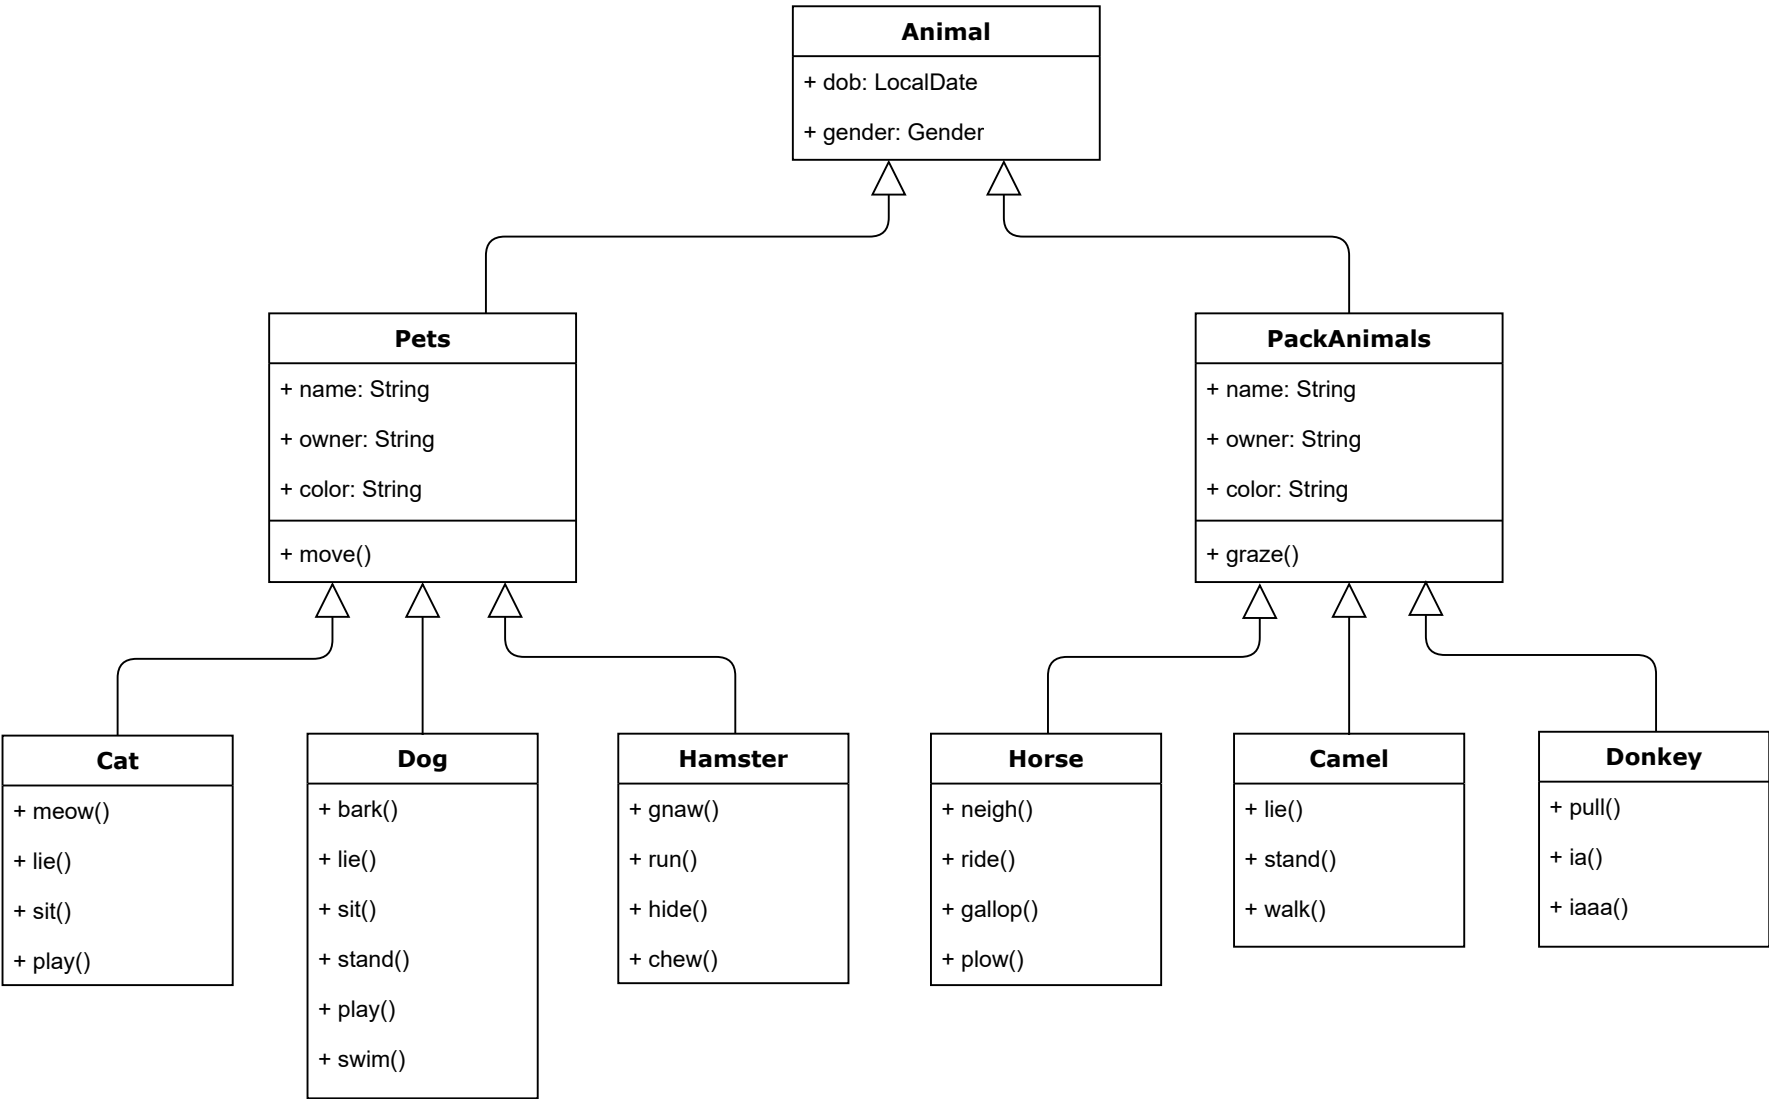 Animal
+ dob: LocalDate
+ gender: Gender
Pets
+ name: String
+ owner: String
+ color: String
+ move()
PackAnimals
+ name: String
+ owner: String
+ color: String
+ graze()
Cat
+ meow()
+ lie()
+ sit()
+ play()
Dog
+ bark()
+ lie()
+ sit()
+ stand()
+ play()
+ swim()
Hamster
+ gnaw()
+ run()
+ hide()
+ chew()
Horse
+ neigh()
+ ride()
+ gallop()
+ plow()
Camel
+ lie()
+ stand()
+ walk()
Donkey
+ pull()
+ ia()
+ iaaa()